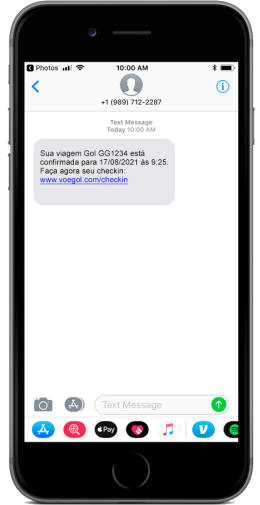 Photos
10:00 AM
+1 (989) 712-2287
Text Message
Today 10:00 AM
Sua viagem Gol GG1234 está
confirmada para 17/08/2021 às 9:25.
Faça agora seu checkin:
www.voegol.com/checkin
Text Message
Pay